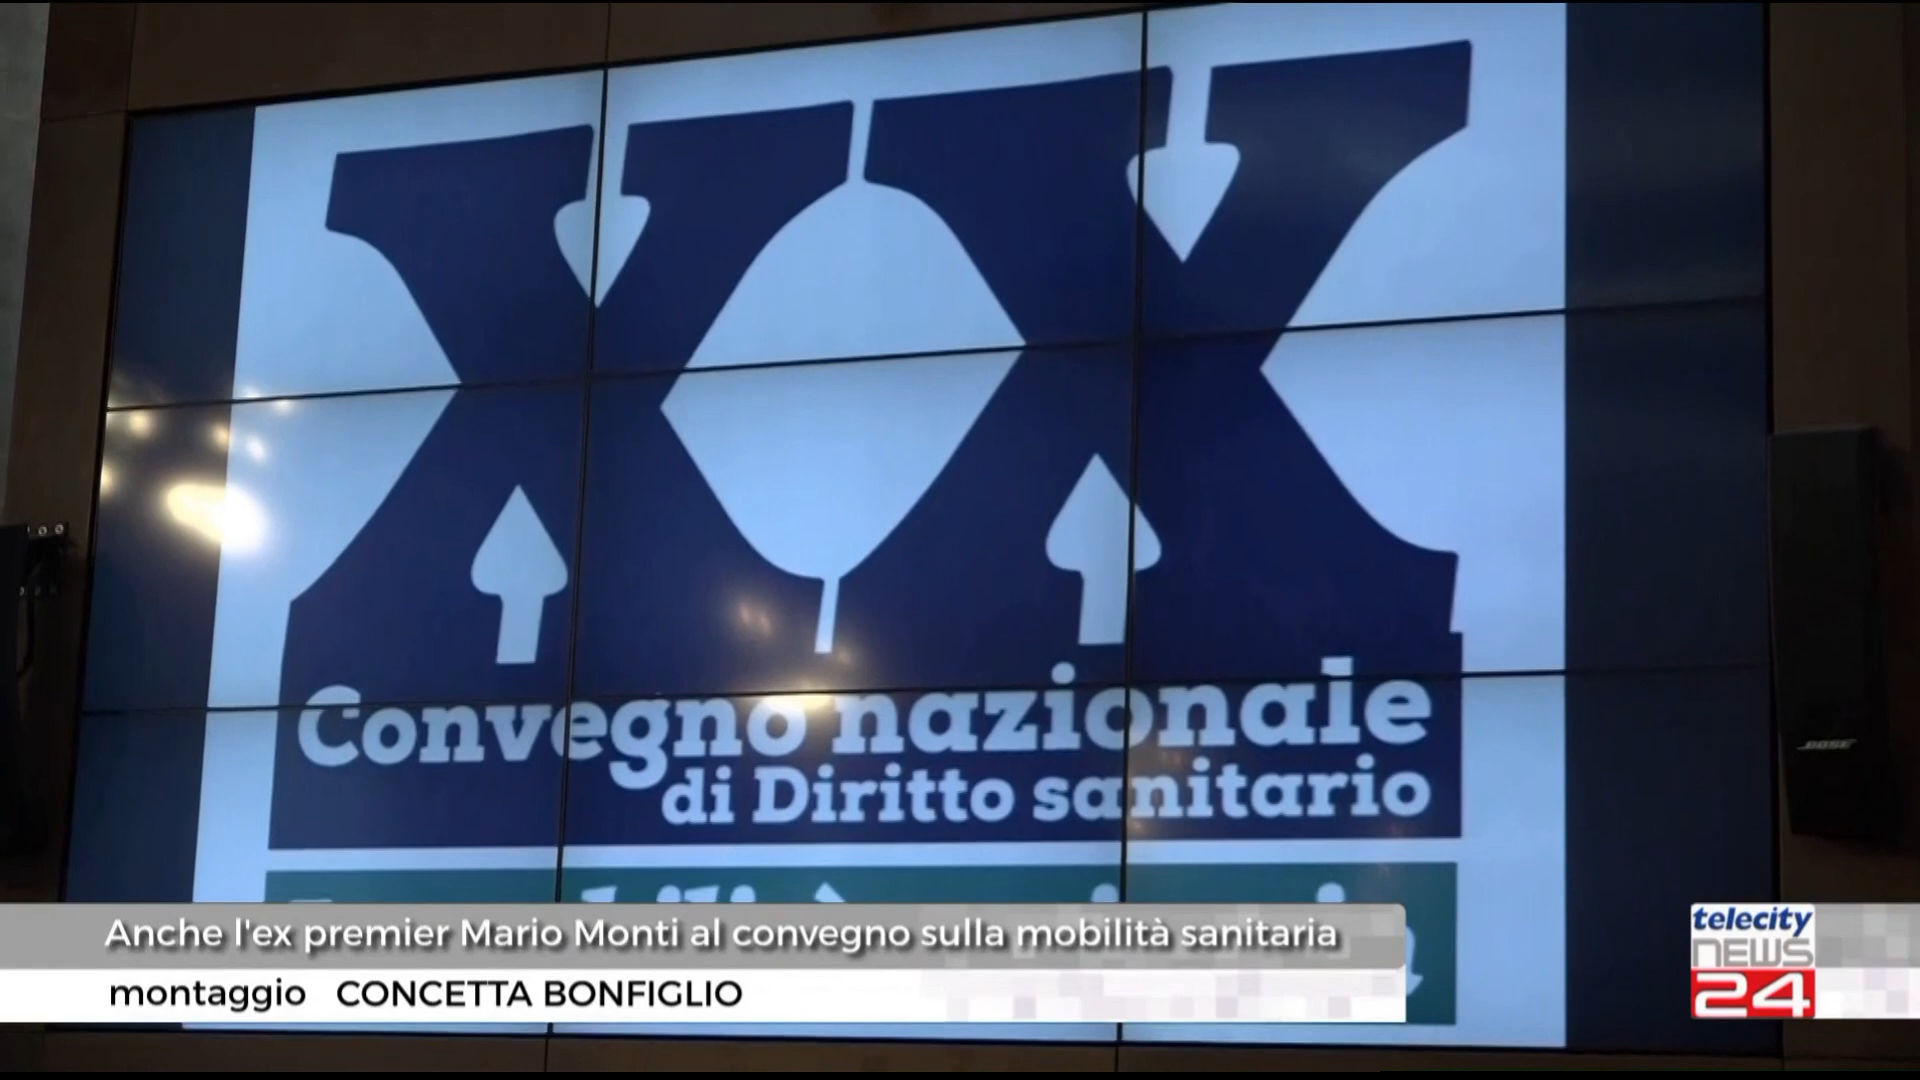 XX
Convegno nazionale
di Diritto sanitario
Anche l'ex premier Mario Monti al convegno sulla mobilità sanitaria
montaggio CONCETTA BONFIGLIO
telecity
NEWS
24
BOSE